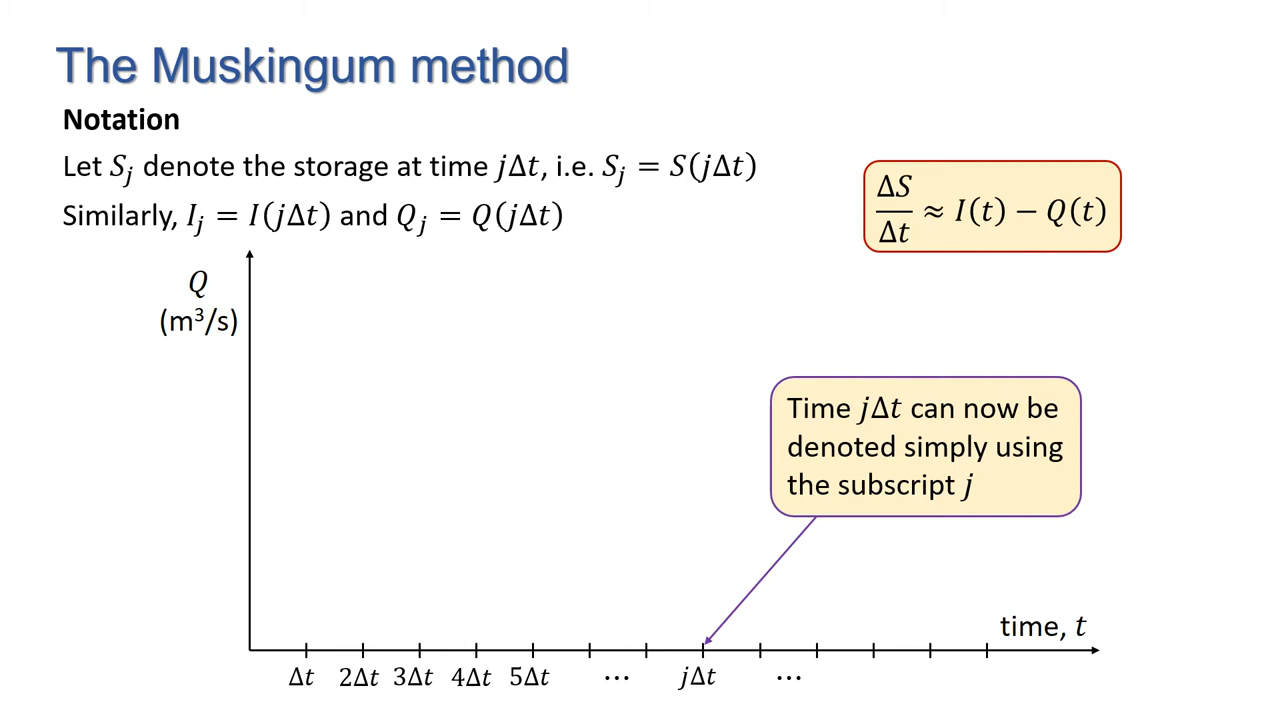 The Muskingum method
Notation
Let Sⱼ denote the storage at time jΔt, i.e. Sⱼ = S(jΔt)
Similarly, Iⱼ = I(jΔt) and Qⱼ = Q(jΔt)
ΔS/Δt ≈ I(t) − Q(t)
Q
(m³/s)
Time jΔt can now be
denoted simply using
the subscript j
time, t
Δt 2Δt 3Δt 4Δt 5Δt ⋯ jΔt ⋯